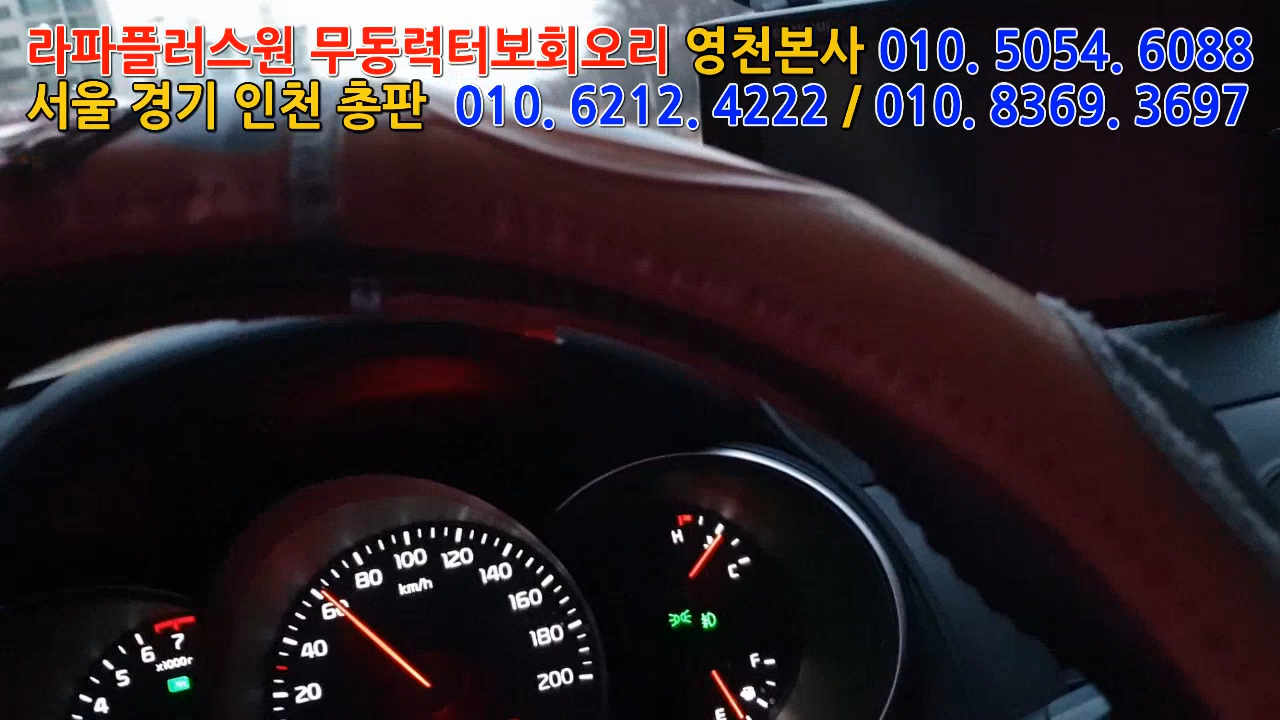 라파플러스원 무동력터보회오리 영천본사 010. 5054. 6088
서울 경기 인천 총판 010. 6212. 4222 / 010. 8369. 3697
H
C
km/h
20
40
60
80
100
120
140
160
180
200
4
5
6
7
x1000r
F
E